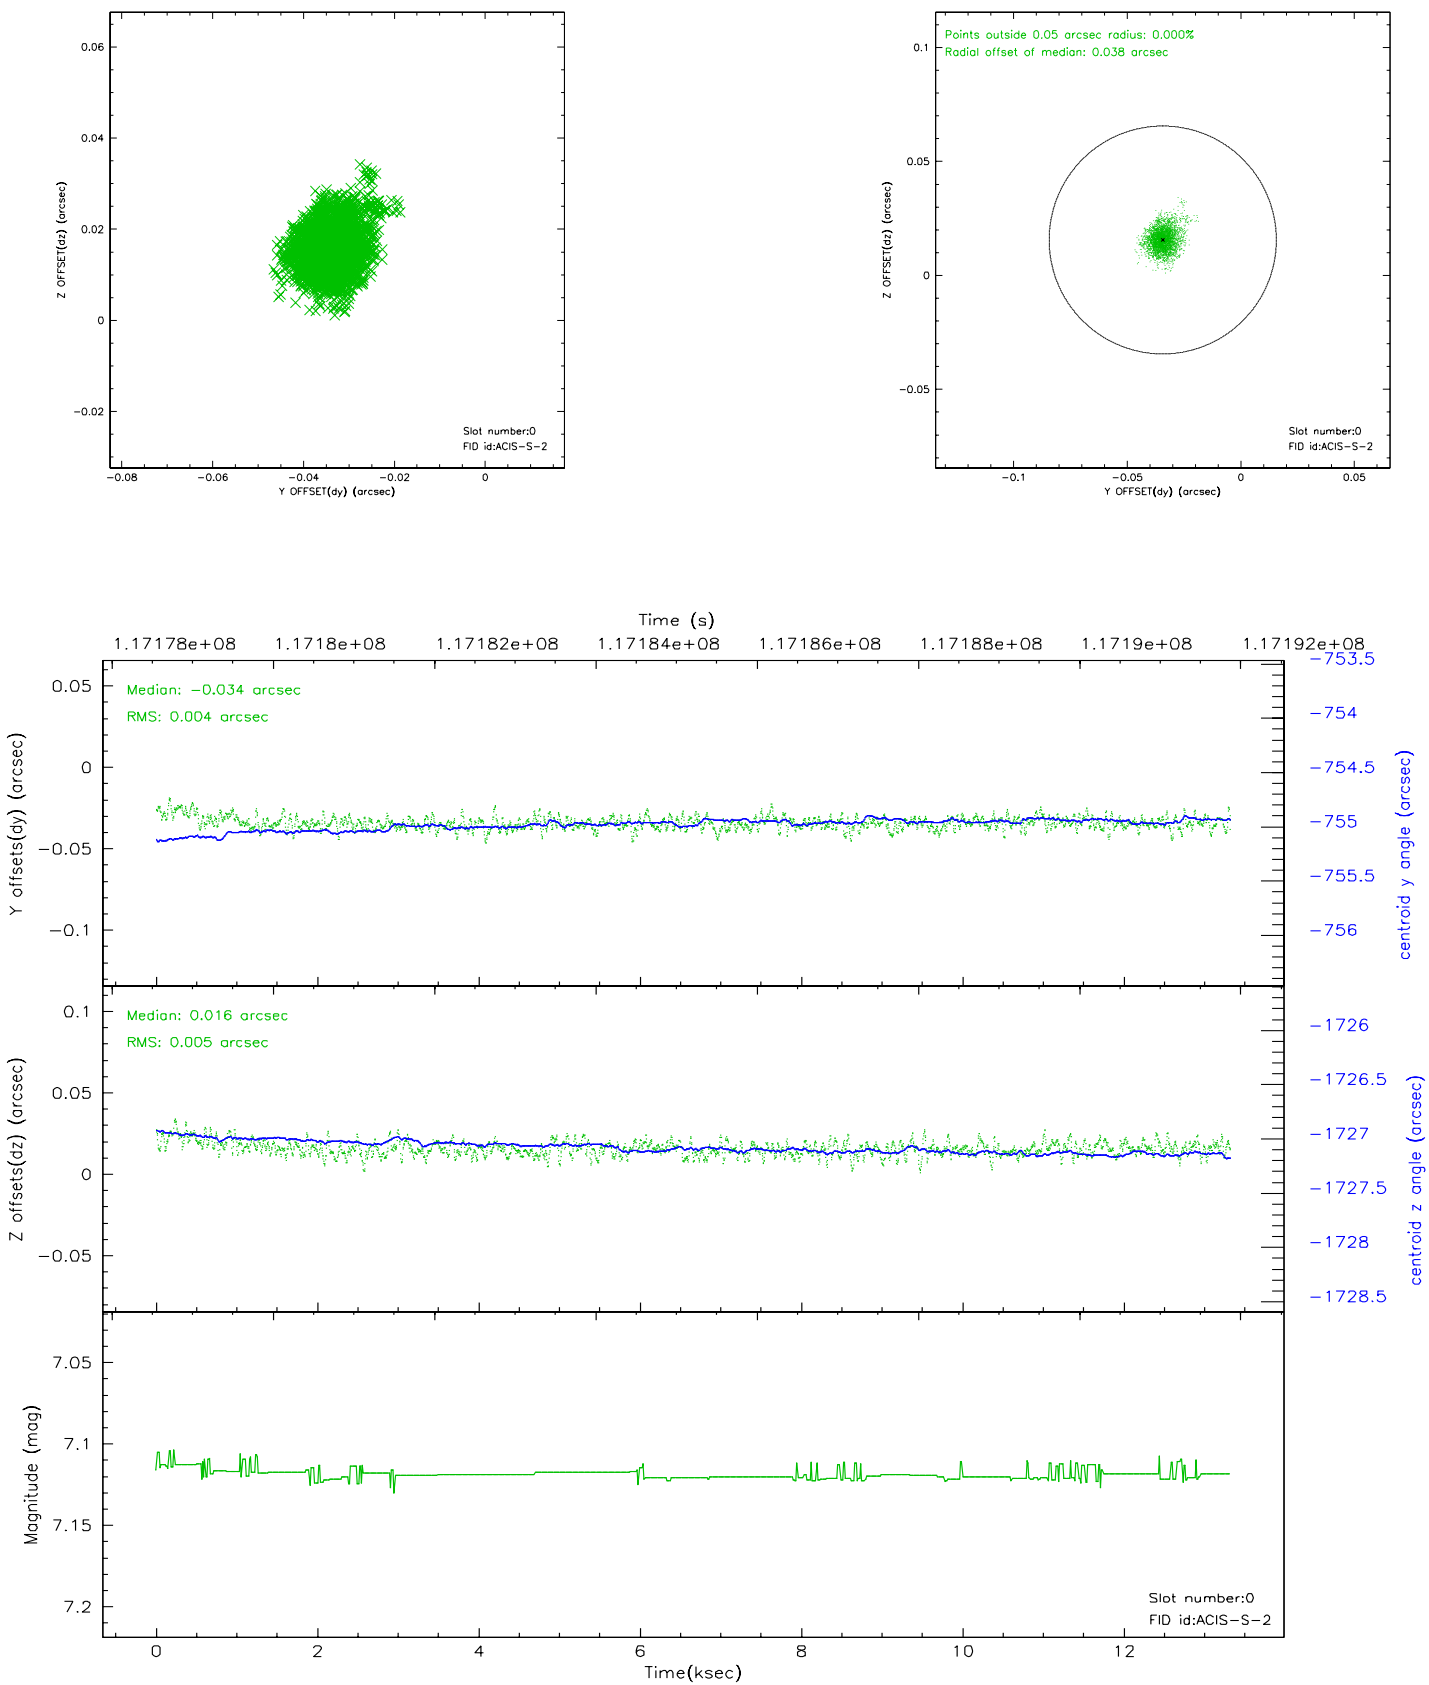 0.06
0.04
0.02
0
-0.02
Z OFFSET(dz) (arcsec)
Slot number:0
FID id:ACIS-S-2
-0.08 -0.06 -0.04 -0.02 0
Y OFFSET(dy) (arcsec)
Points outside 0.05 arcsec radius: 0.000%
Radial offset of median: 0.038 arcsec
0.1
0.05
0
-0.05
Z OFFSET(dz) (arcsec)
Slot number:0
FID id:ACIS-S-2
-0.1 -0.05 0 0.05
Y OFFSET(dy) (arcsec)
Time (s)
1.17178e+08 1.1718e+08 1.17182e+08 1.17184e+08 1.17186e+08 1.17188e+08 1.1719e+08 1.17192e+08
Median: -0.034 arcsec
RMS: 0.004 arcsec
0.05
0
-0.05
-0.1
Y offsets(dy) (arcsec)
-753.5
-754
-754.5
-755
-755.5
-756
centroid y angle (arcsec)
Median: 0.016 arcsec
RMS: 0.005 arcsec
0.1
0.05
0
-0.05
Z offsets(dz) (arcsec)
-1726
-1726.5
-1727
-1727.5
-1728
-1728.5
centroid z angle (arcsec)
7.05
7.1
7.15
7.2
Magnitude (mag)
Slot number:0
FID id:ACIS-S-2
0 2 4 6 8 10 12
Time(ksec)